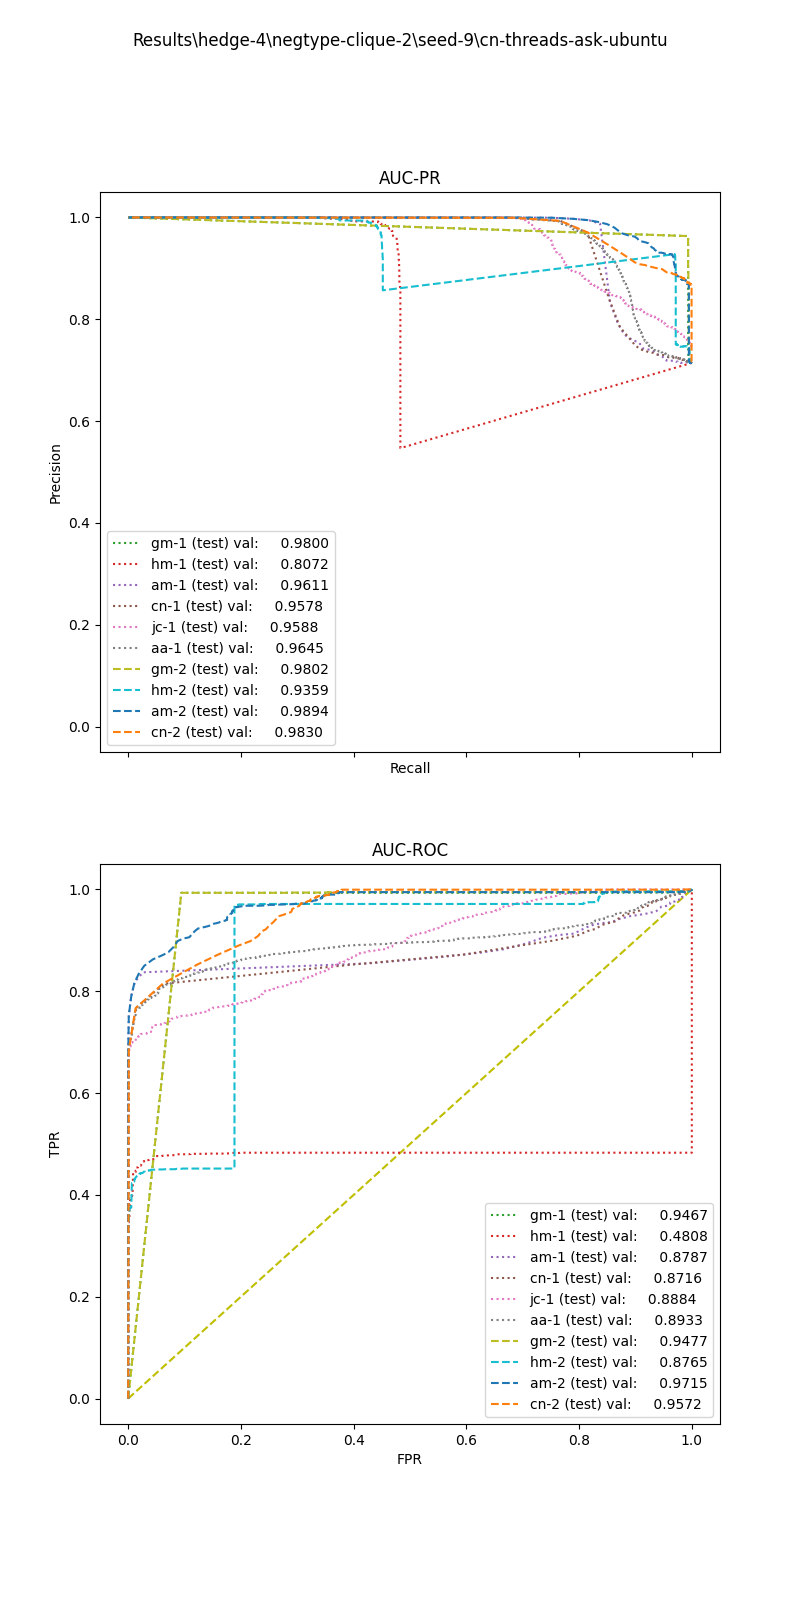 Results\hedge-4\negtype-clique-2\seed-9\cn-threads-ask-ubuntu
AUC-PR
1.0
0.8
0.6
0.4
0.2
0.0
Precision
gm-1 (test) val: 0.9800
hm-1 (test) val: 0.8072
am-1 (test) val: 0.9611
cn-1 (test) val: 0.9578
jc-1 (test) val: 0.9588
aa-1 (test) val: 0.9645
gm-2 (test) val: 0.9802
hm-2 (test) val: 0.9359
am-2 (test) val: 0.9894
cn-2 (test) val: 0.9830
Recall
AUC-ROC
1.0
0.8
0.6
0.4
0.2
0.0
TPR
gm-1 (test) val: 0.9467
hm-1 (test) val: 0.4808
am-1 (test) val: 0.8787
cn-1 (test) val: 0.8716
jc-1 (test) val: 0.8884
aa-1 (test) val: 0.8933
gm-2 (test) val: 0.9477
hm-2 (test) val: 0.8765
am-2 (test) val: 0.9715
cn-2 (test) val: 0.9572
0.0 0.2 0.4 0.6 0.8 1.0
FPR